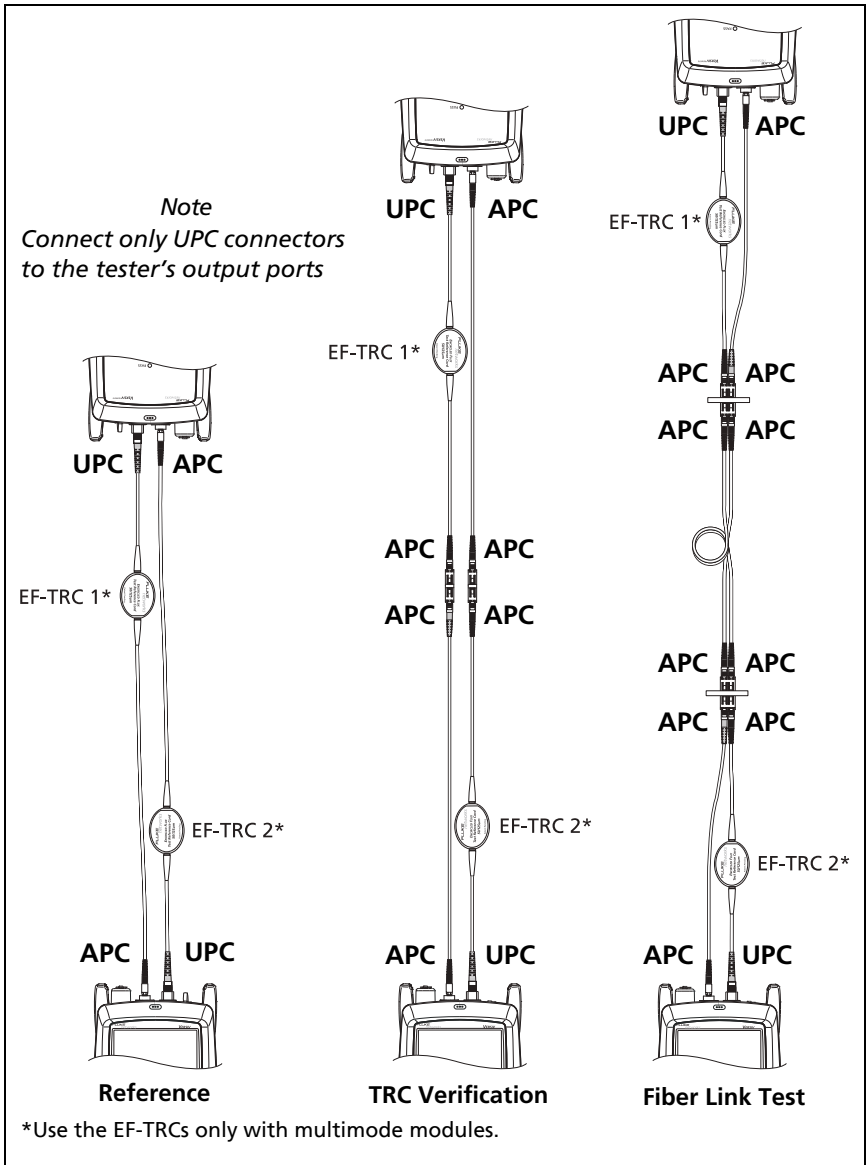 UPC APC
EF-TRC 1*
Note
Connect only UPC connectors
to the tester's output ports
UPC APC
EF-TRC 1*
UPC APC
EF-TRC 1*
APC APC
APC APC
APC APC
APC APC
APC APC
APC APC
EF-TRC 2*
EF-TRC 2*
EF-TRC 2*
APC UPC
APC UPC
APC UPC
Reference
TRC Verification
Fiber Link Test
*Use the EF-TRCs only with multimode modules.